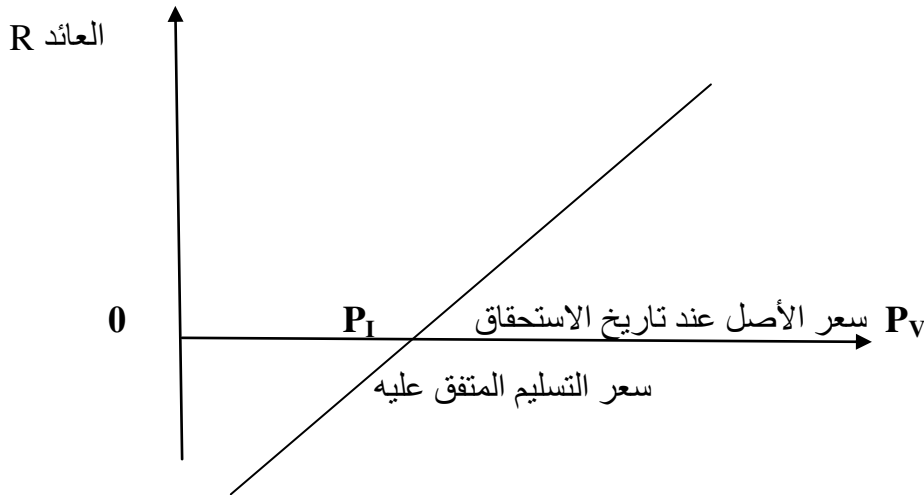 العائد R
0
P_I
سعر الأصل عند تاريخ الاستحقاق P_V
سعر التسليم المتفق عليه